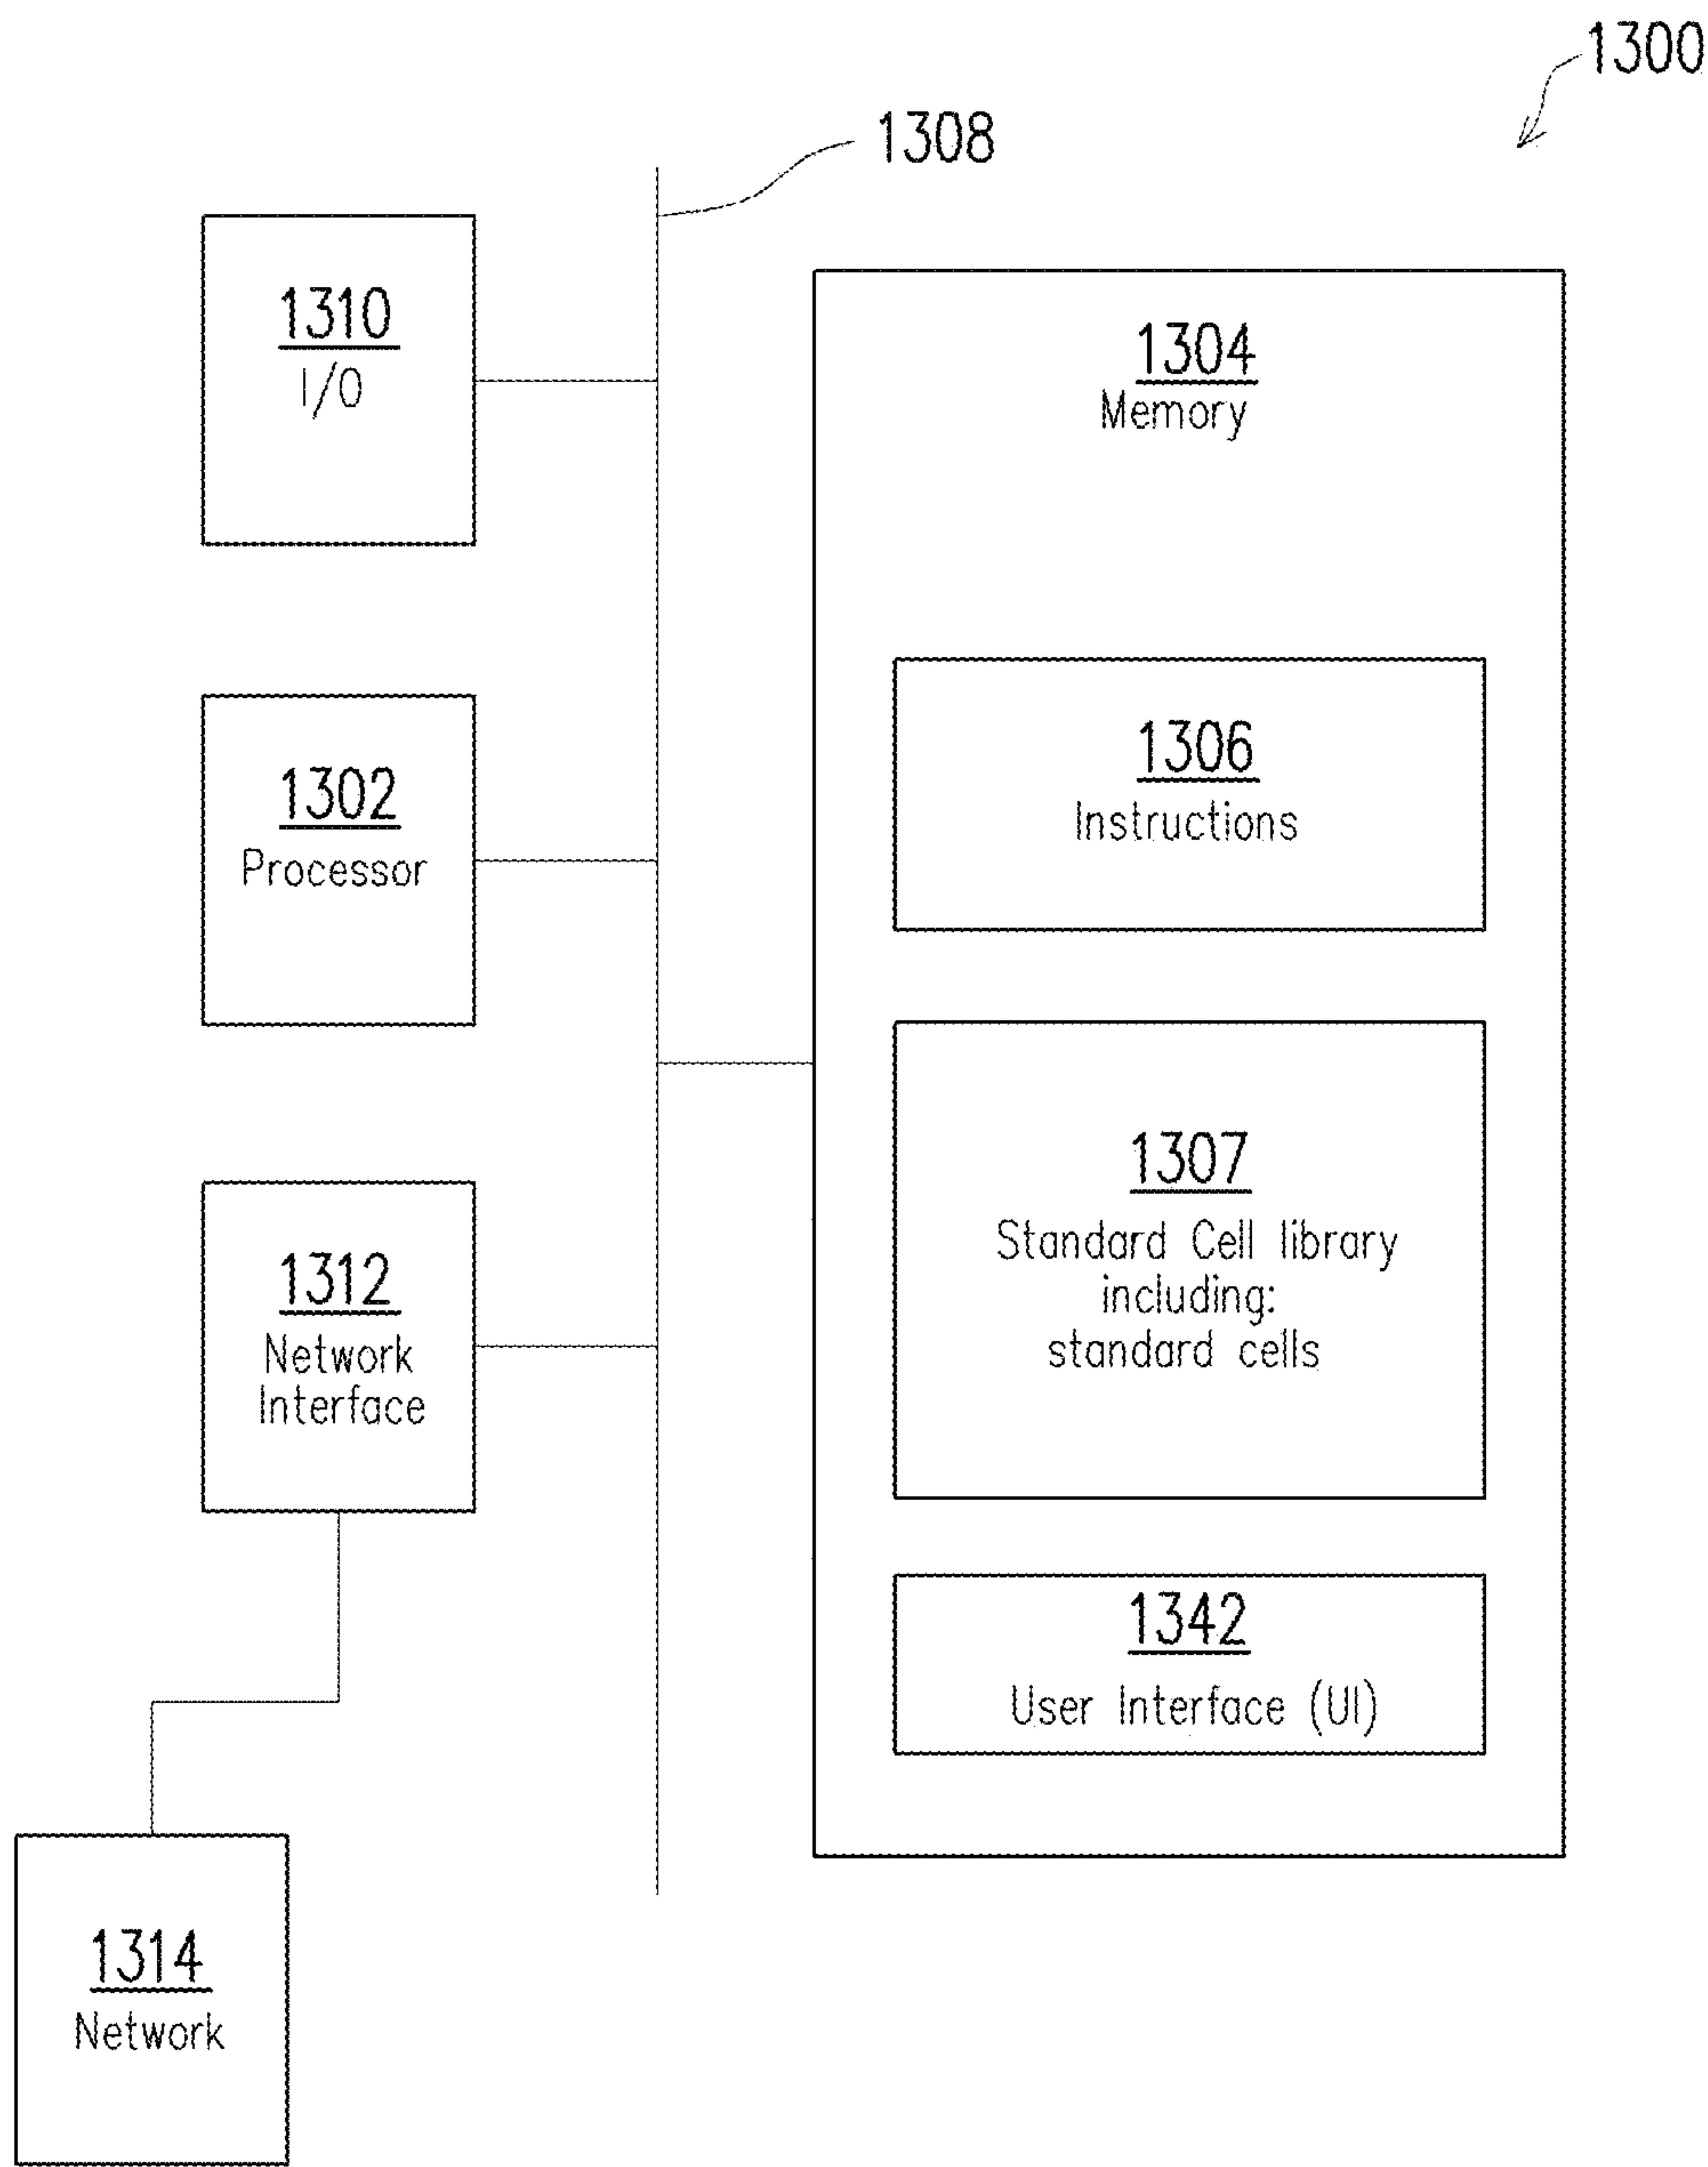 1300
1308
1310
I/O
1304
Memory
1306
Instructions
1302
Processor
1307
Standard Cell library
including:
standard cells
1312
Network
Interface
1342
User Interface (UI)
1314
Network